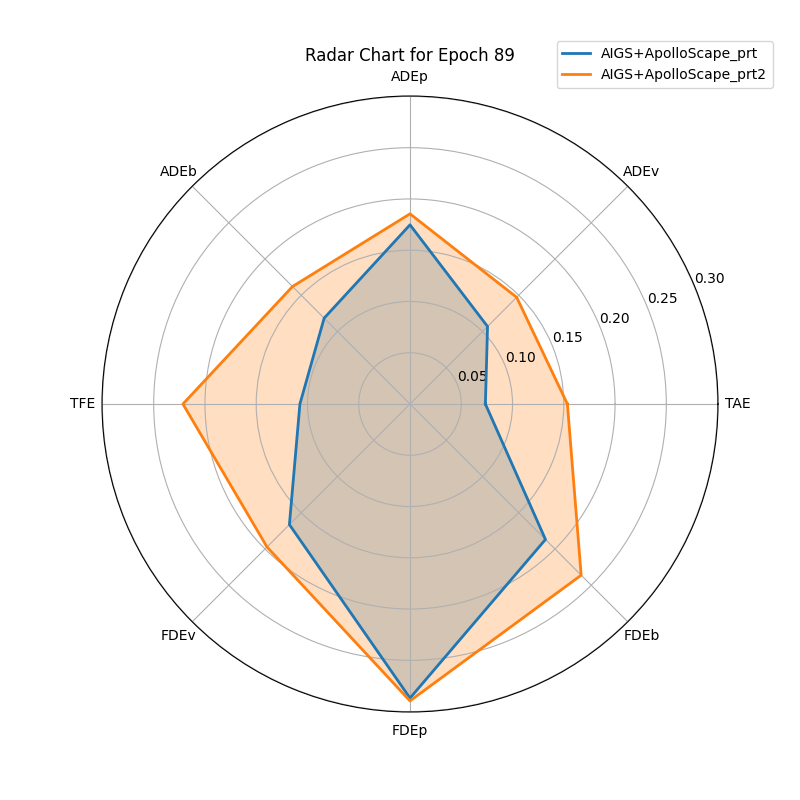 AIGS+ApolloScape_prt
AIGS+ApolloScape_prt2
Radar Chart for Epoch 89
ADEp
ADEb
ADEv
0.30
0.25
0.20
0.15
0.10
0.05
TFE
TAE
FDEv
FDEb
FDEp